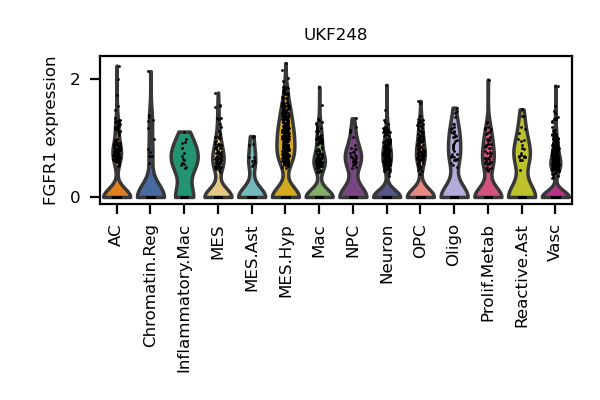 UKF248
FGFR1 expression
2
0
AC
Chromatin.Reg
Inflammatory.Mac
MES
MES.Ast
MES.Hyp
Mac
NPC
Neuron
OPC
Oligo
Prolif.Metab
Reactive.Ast
Vasc